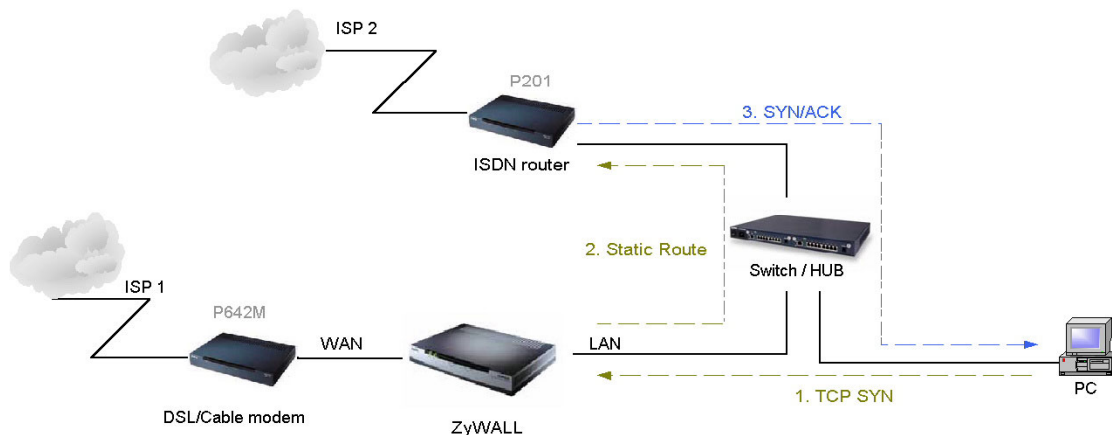 ISP 2
P201
3. SYN/ACK
ISDN router
2. Static Route
Switch / HUB
ISP 1
P642M
WAN
LAN
PC
1. TCP SYN
DSL/Cable modem
ZyWALL